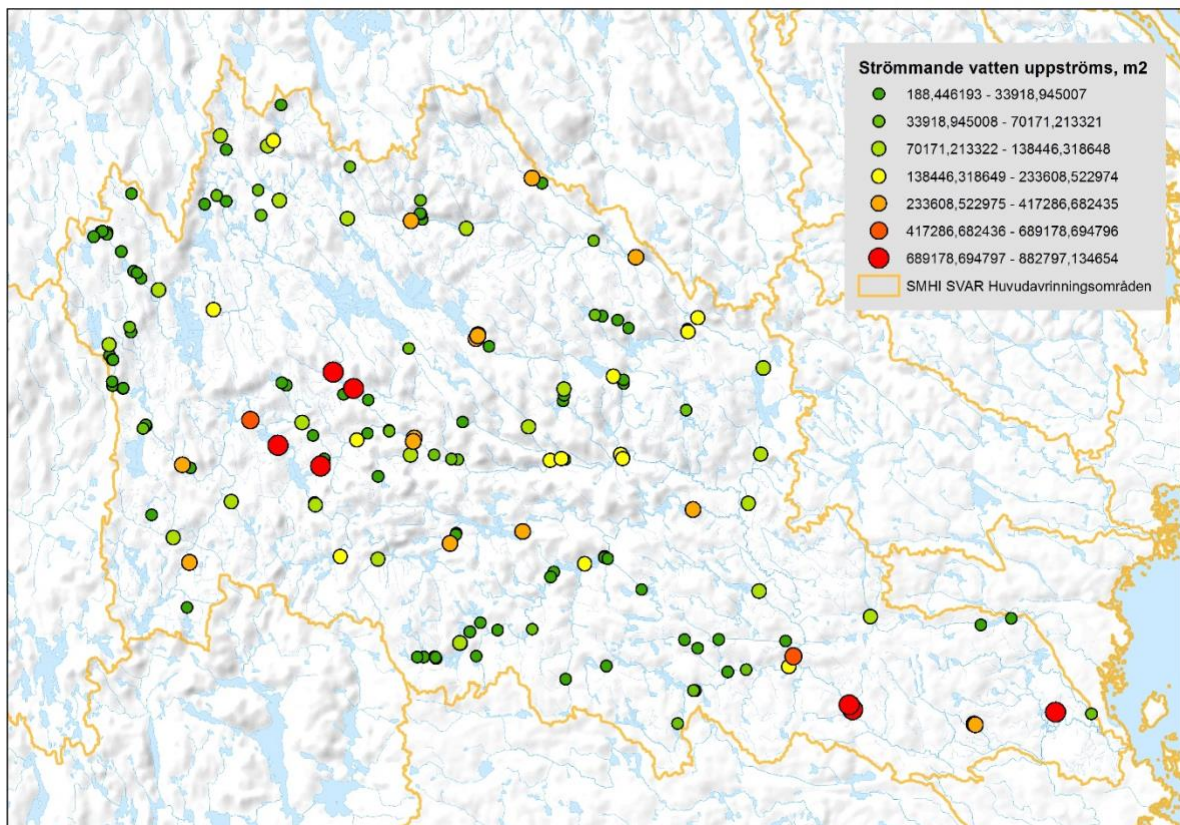 Strömmande vatten uppströms, m2
188,446193 - 33918,945007
33918,945008 - 70171,213321
70171,213322 - 138446,318648
138446,318649 - 233608,522974
233608,522975 - 417286,682435
417286,682436 - 689178,694796
689178,694797 - 882797,134654
SMHI SVAR Huvudavrinningsområden